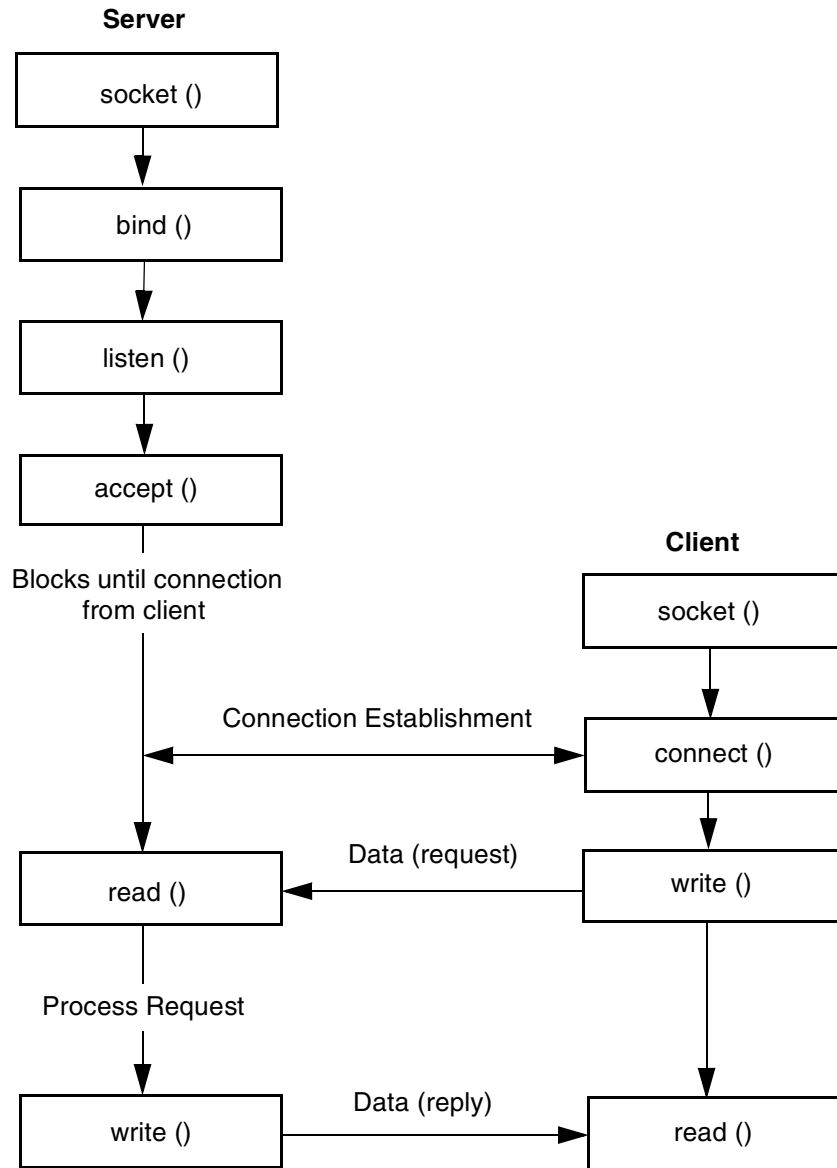 Server
socket ()
bind ()
listen ()
accept ()
Blocks until connection
from client
Client
socket ()
Connection Establishment
connect ()
Data (request)
read ()
write ()
Process Request
Data (reply)
write ()
read ()